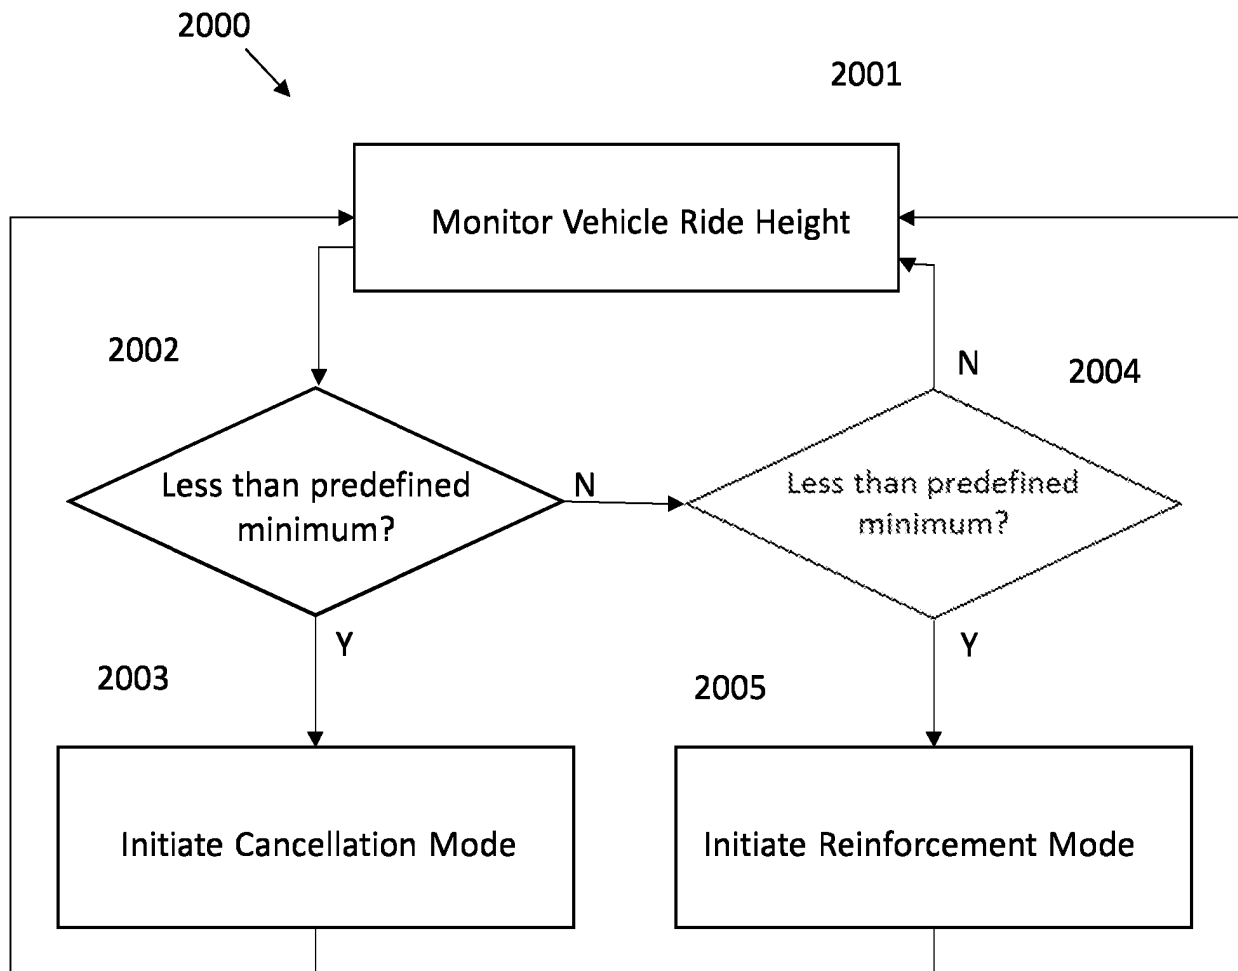 2000
2001
Monitor Vehicle Ride Height
2002
N
2004
Less than predefined
minimum?
N
Less than predefined
minimum?
Y
Y
2003
2005
Initiate Cancellation Mode
Initiate Reinforcement Mode